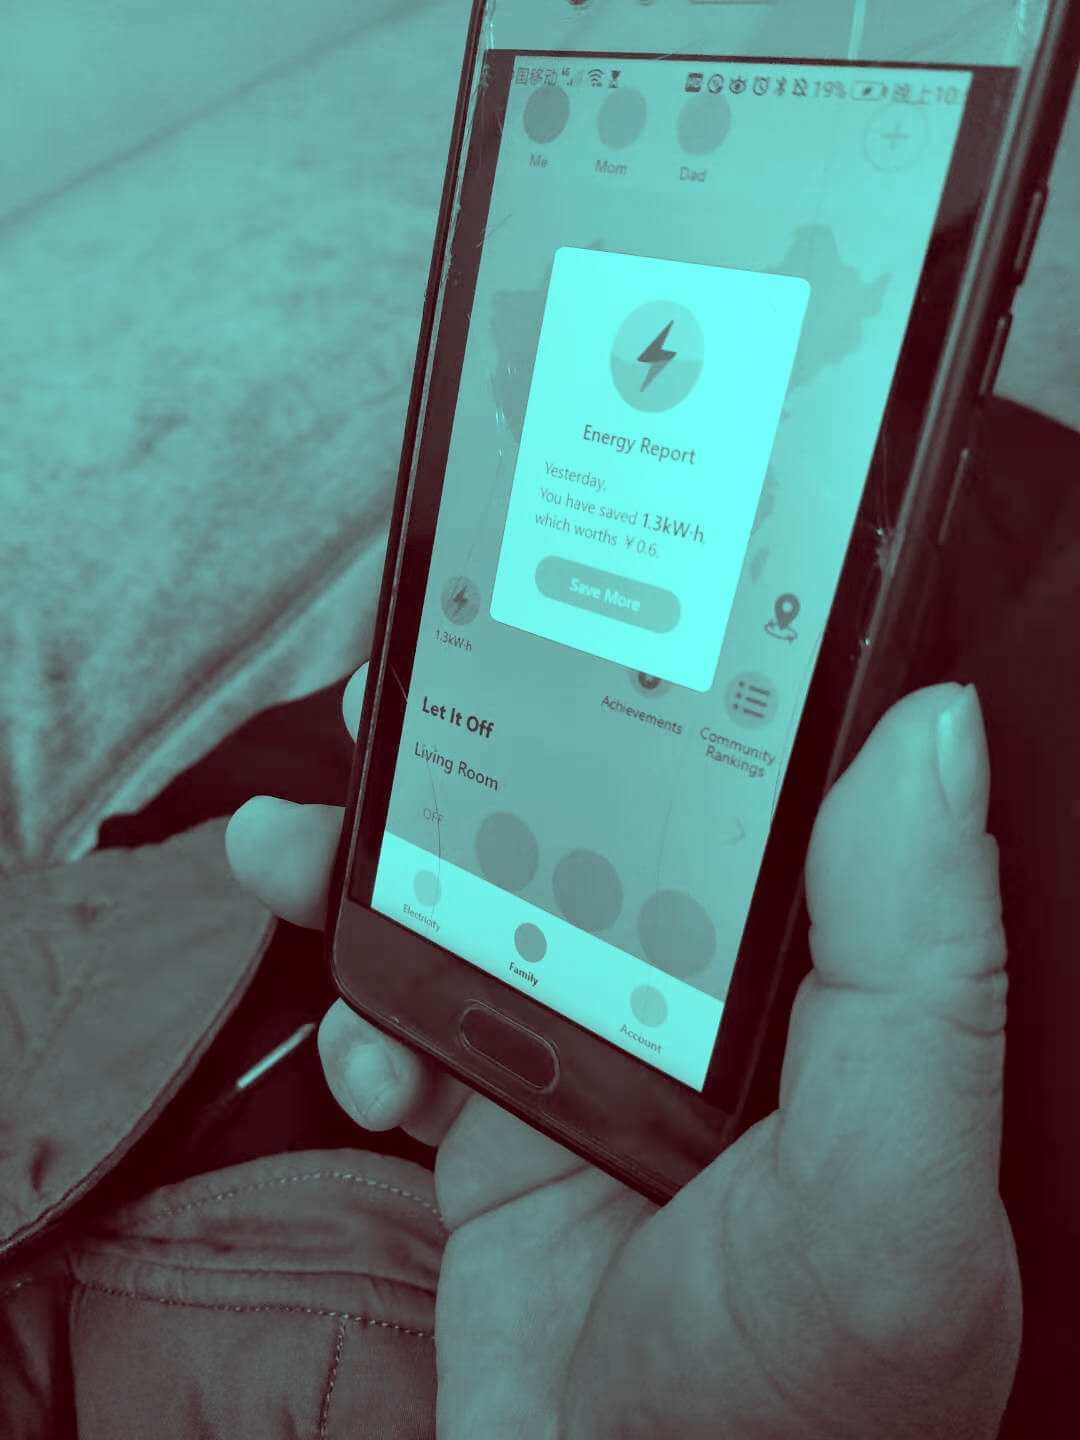 国移动 4G 19% 晚上10
Me Mom Dad
Energy Report
Yesterday,
You have saved 1.3kW·h,
which worths ￥0.6.
Save More
1.3kW·h
Achievements
Community
Rankings
Let It Off
Living Room
OFF
Electricity
Family
Account